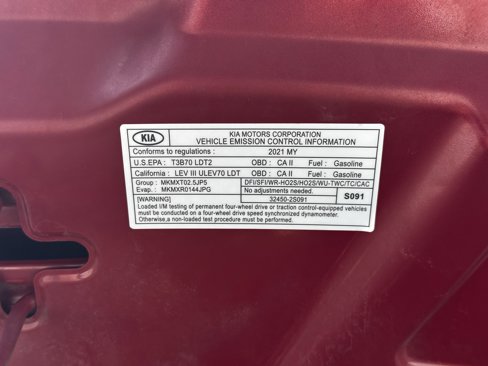 KIA
KIA MOTORS CORPORATION
VEHICLE EMISSION CONTROL INFORMATION
Conforms to regulations : 2021 MY
U.S.EPA : T3B70 LDT2 OBD : CA II Fuel : Gasoline
California : LEV III ULEV70 LDT OBD : CA II Fuel : Gasoline
Group : MKMXT02.5JP5 DFI/SFI/WR-HO2S/HO2S/WU-TWC/TC/CAC
Evap. : MKMXR0144JPG No adjustments needed.
[WARNING] 32450-2S091 S091
Loaded I/M testing of permanent four-wheel drive or traction control-equipped vehicles
must be done on a four-wheel drive speed synchronized dynamometer.
Otherwise,a non-loaded test procedure must be used.